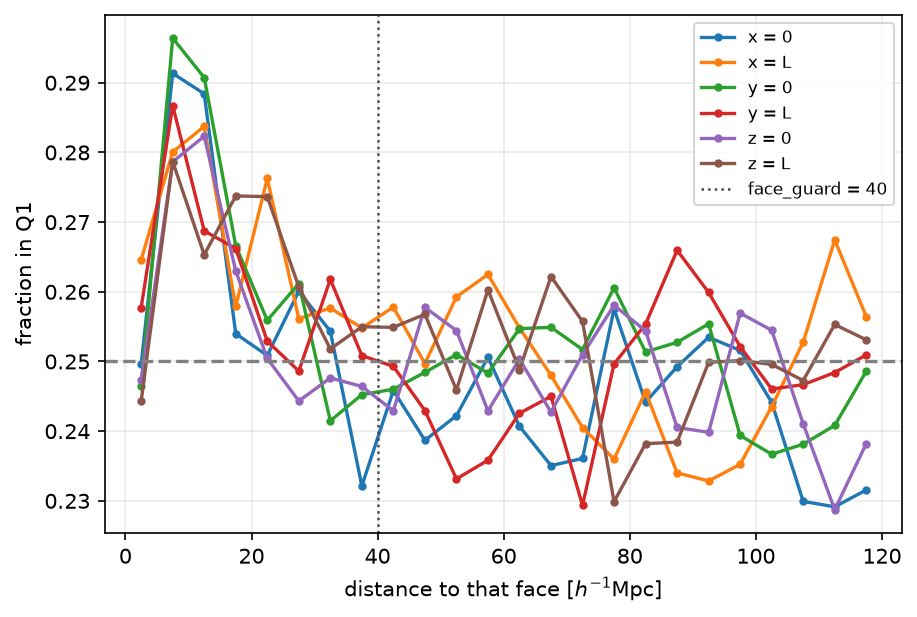 x = 0
x = L
y = 0
y = L
z = 0
z = L
face_guard = 40
fraction in Q1
0.29
0.28
0.27
0.26
0.25
0.24
0.23
0 20 40 60 80 100 120
distance to that face [h⁻¹Mpc]